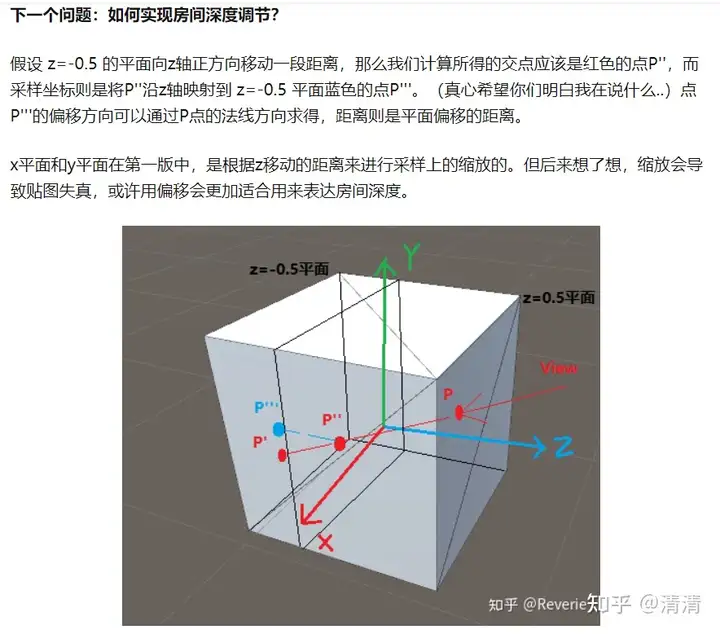 下一个问题：如何实现房间深度调节？
假设 z=-0.5 的平面向z轴正方向移动一段距离，那么我们计算所得的交点应该是红色的点P''，而
采样坐标则是将P''沿z轴映射到 z=-0.5 平面蓝色的点P'''。（真心希望你们明白我在说什么..）点
P'''的偏移方向可以通过P点的法线方向求得，距离则是平面偏移的距离。
x平面和y平面在第一版中，是根据z移动的距离来进行采样上的缩放的。但后来想了想，缩放会导
致贴图失真，或许用偏移会更加适合用来表达房间深度。
Y
z=-0.5平面
z=0.5平面
View
P
P'''
P''
P'
Z
X
知乎 @Reverie
知乎 @清清